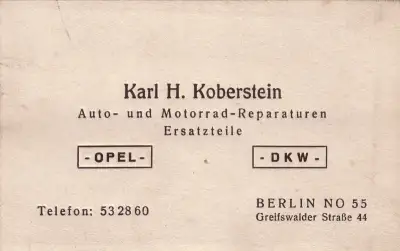 Karl H. Koberstein
Auto- und Motorrad-Reparaturen
Ersatzteile
- OPEL -
- DKW -
Telefon: 53 28 60
BERLIN NO 55
Greifswalder Straße 44